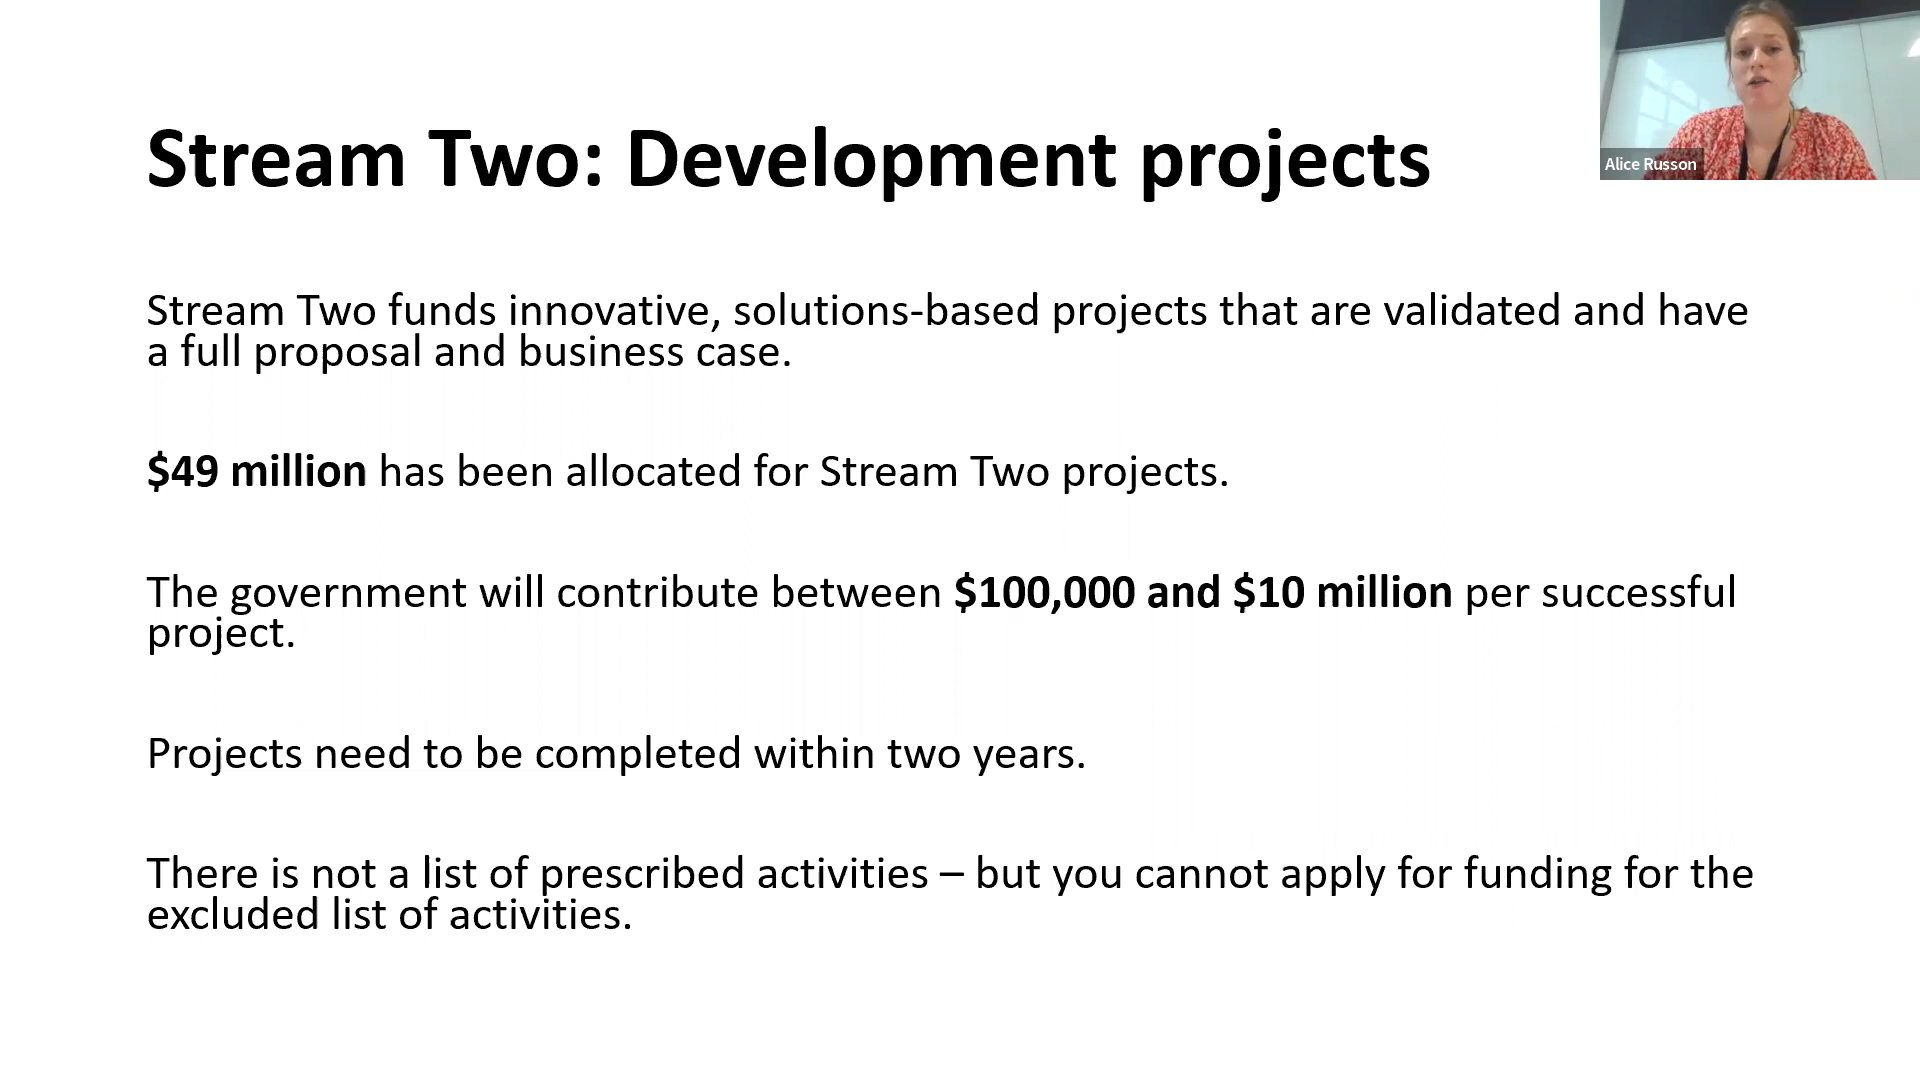 Stream Two: Development projects
Alice Russon
Stream Two funds innovative, solutions-based projects that are validated and have
a full proposal and business case.
$49 million has been allocated for Stream Two projects.
The government will contribute between $100,000 and $10 million per successful
project.
Projects need to be completed within two years.
There is not a list of prescribed activities – but you cannot apply for funding for the
excluded list of activities.